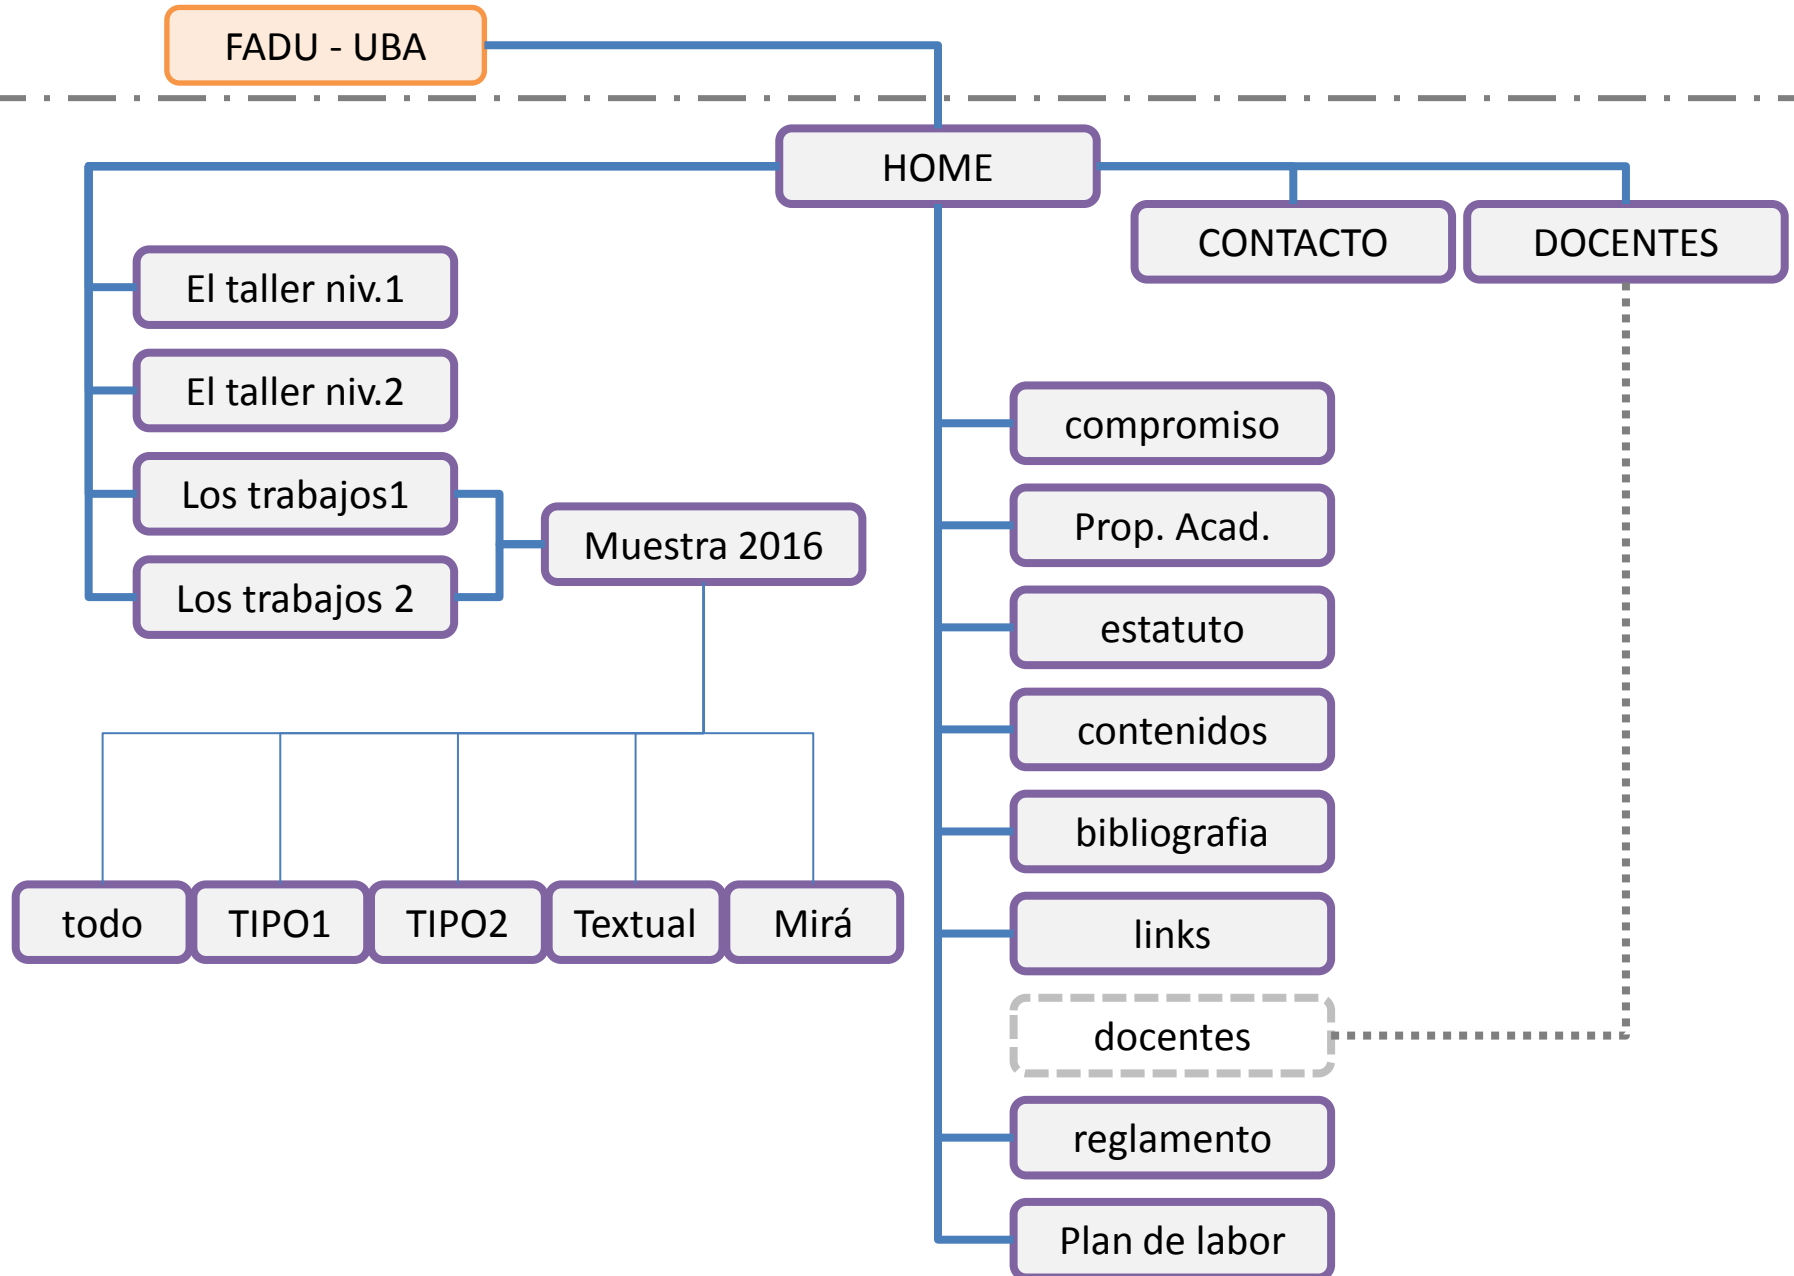 FADU - UBA
HOME
CONTACTO
DOCENTES
El taller niv.1
El taller niv.2
Los trabajos1
Los trabajos 2
Muestra 2016
todo
TIPO1
TIPO2
Textual
Mirá
compromiso
Prop. Acad.
estatuto
contenidos
bibliografia
links
docentes
reglamento
Plan de labor